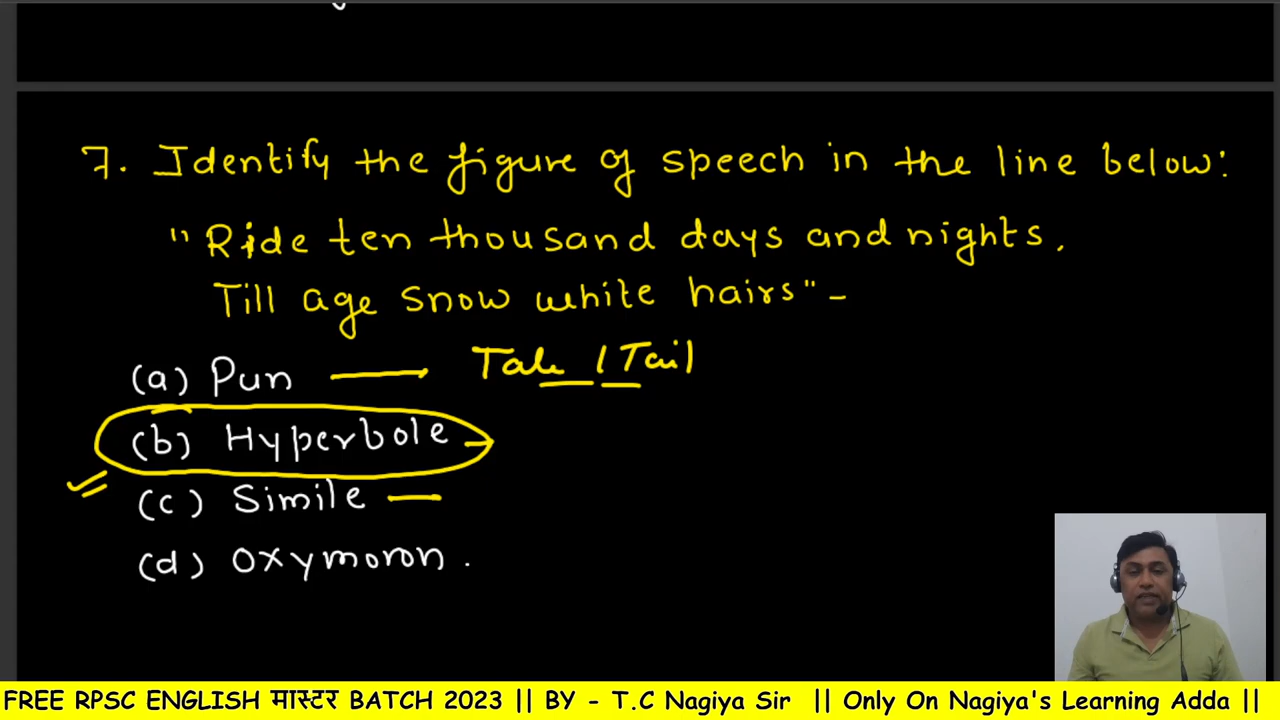 7. Identify the figure of speech in the line below:
"Ride ten thousand days and nights.
Till age snow white hairs" -
(a) Pun — Tale / Tail
(b) Hyperbole
(c) Simile —
(d) Oxymoron.
FREE RPSC ENGLISH मास्टर BATCH 2023 || BY - T.C Nagiya Sir || Only On Nagiya's Learning Adda ||